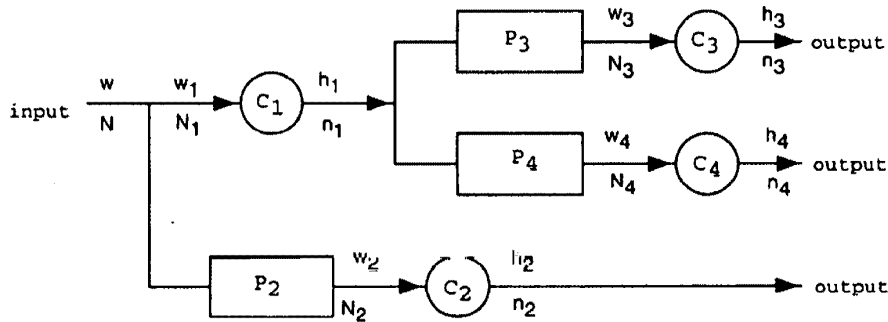 P3 w3 N3 C3 h3 n3 output
input w N w1 N1 C1 h1 n1
P4 w4 N4 C4 h4 n4 output
P2 w2 N2 C2 h2 n2 output